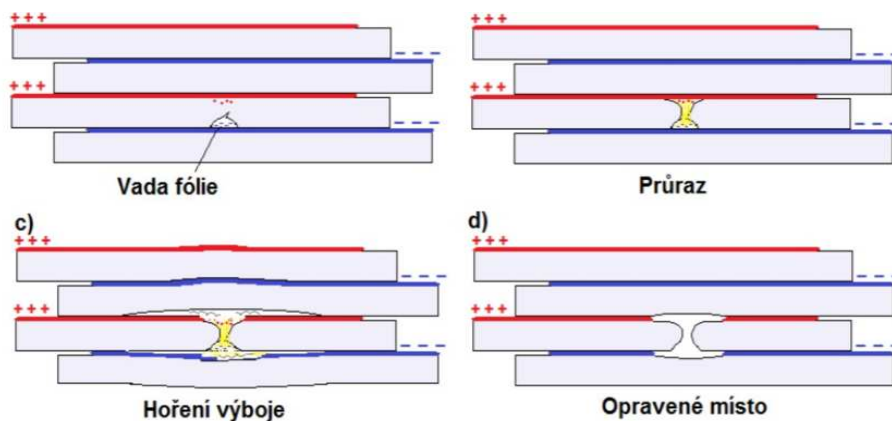 +++
+++
Vada fólie
+++
+++
Průraz
c)
+++
+++
Hoření výboje
d)
+++
+++
Opravené místo